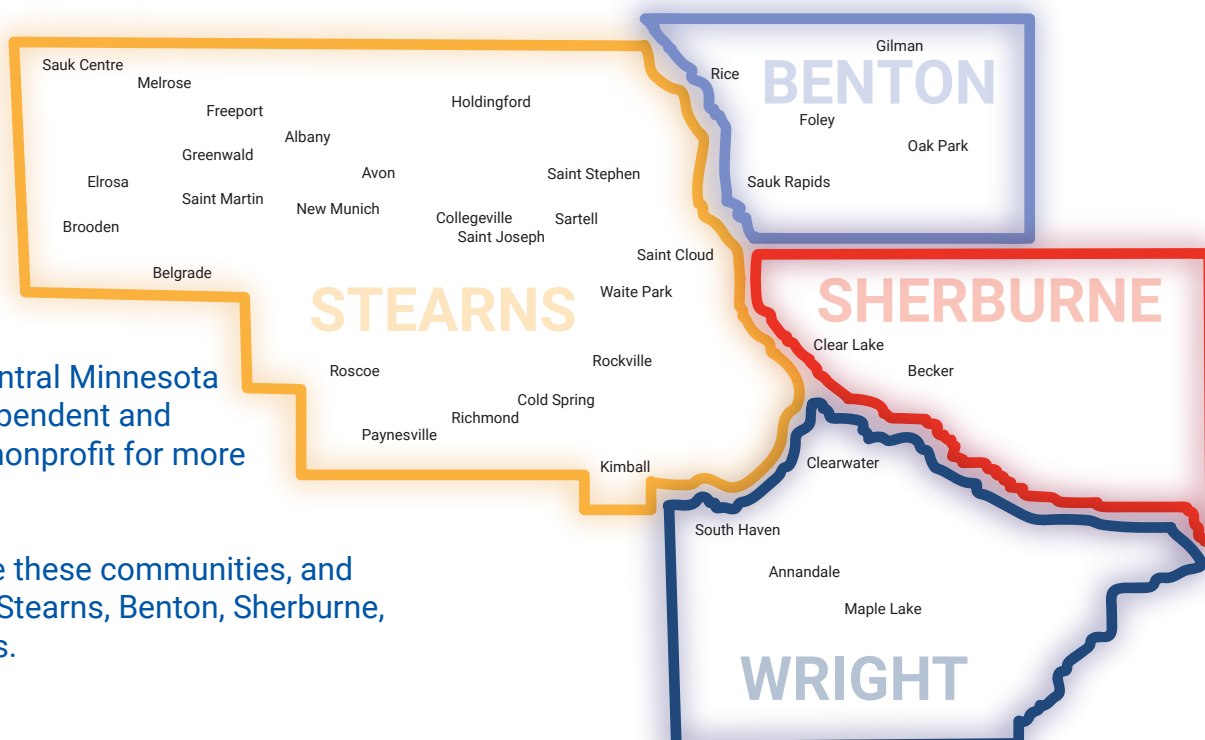 Sauk Centre
Melrose
Freeport
Holdingford
Albany
Greenwald
Avon
Saint Stephen
Elrosa
Saint Martin
New Munich
Collegeville
Sartell
Brooden
Saint Joseph
Saint Cloud
Belgrade
Waite Park
STEARNS
Rockville
Roscoe
Cold Spring
Richmond
Paynesville
Kimball
Gilman
Rice
BENTON
Foley
Oak Park
Sauk Rapids
SHERBURNE
Clear Lake
Becker
Clearwater
South Haven
Annandale
Maple Lake
WRIGHT
ntral Minnesota
pendent and
nonprofit for more
e these communities, and
Stearns, Benton, Sherburne,
s.